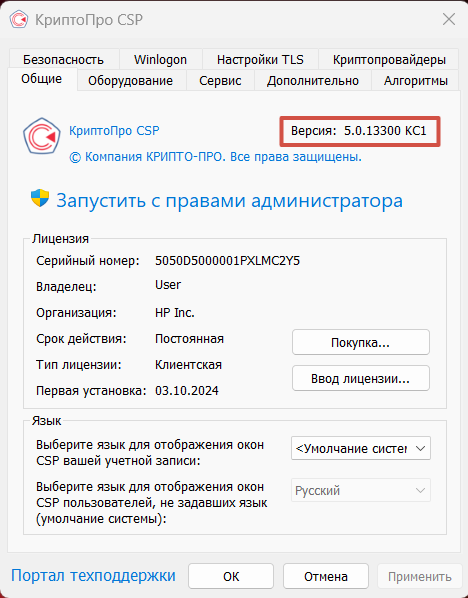 КриптоПро CSP
Безопасность Winlogon Настройки TLS Криптопровайдеры
Общие Оборудование Сервис Дополнительно Алгоритмы
КриптоПро CSP Версия: 5.0.13300 КС1
© Компания КРИПТО-ПРО. Все права защищены.
Запустить с правами администратора
Лицензия
Серийный номер: 5050D5000001PXLMC2Y5
Владелец: User
Организация: HP Inc.
Срок действия: Постоянная
Покупка...
Тип лицензии: Клиентская
Ввод лицензии...
Первая установка: 03.10.2024
Язык
Выберите язык для отображения окон
CSP вашей учетной записи:
<Умолчание систег
Выберите язык для отображения окон
CSP пользователей, не задавших язык
(умолчание системы):
Русский
Портал техподдержки ОК Отмена Применить